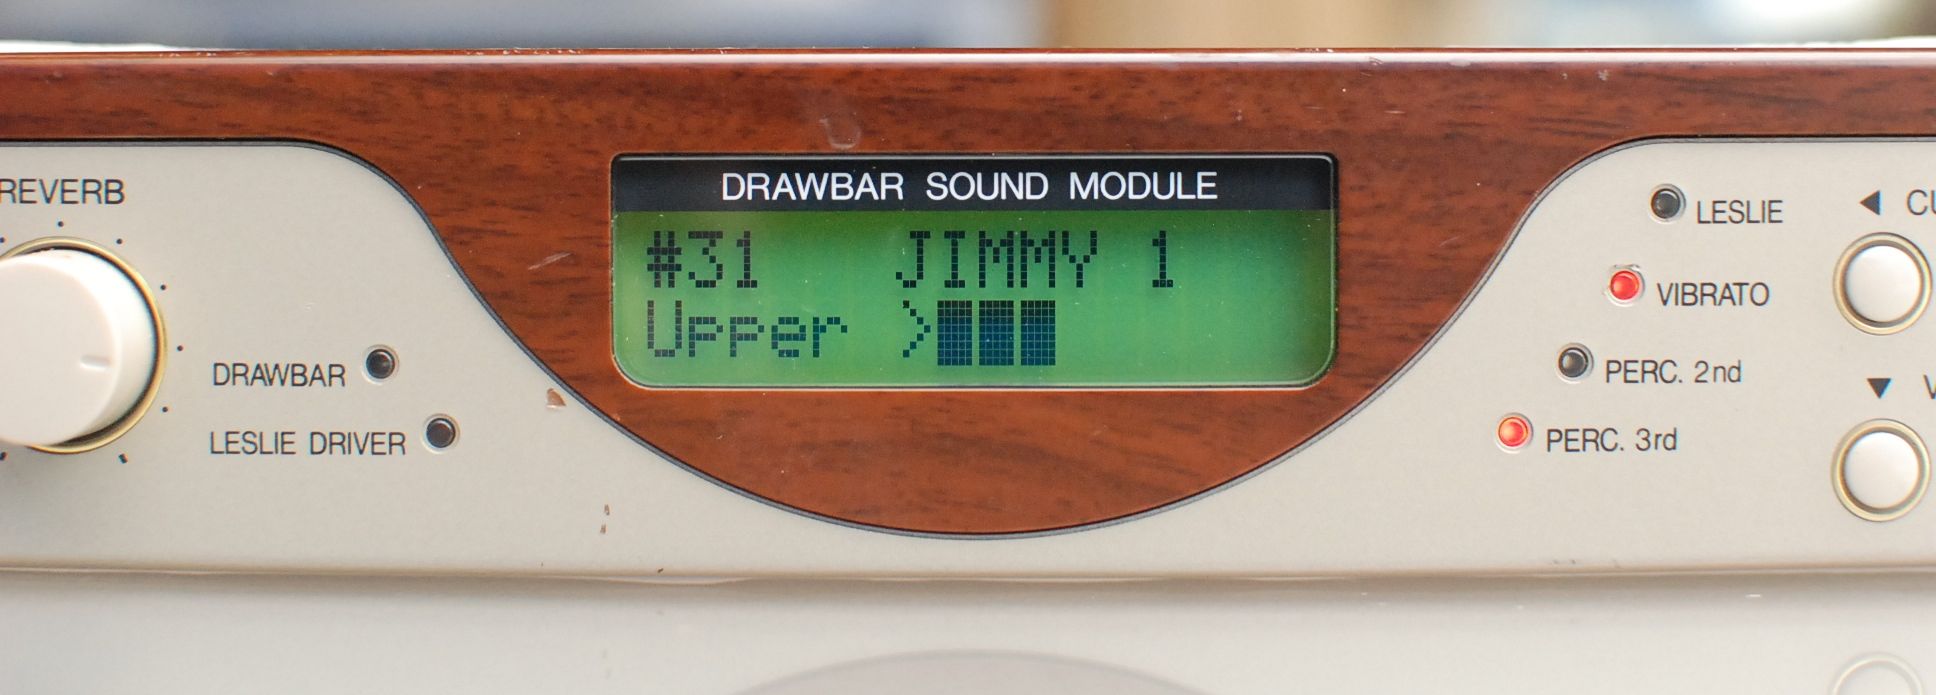 REVERB
DRAWBAR
LESLIE DRIVER
DRAWBAR SOUND MODULE
#31 JIMMY 1
Upper >
LESLIE
VIBRATO
PERC. 2nd
PERC. 3rd